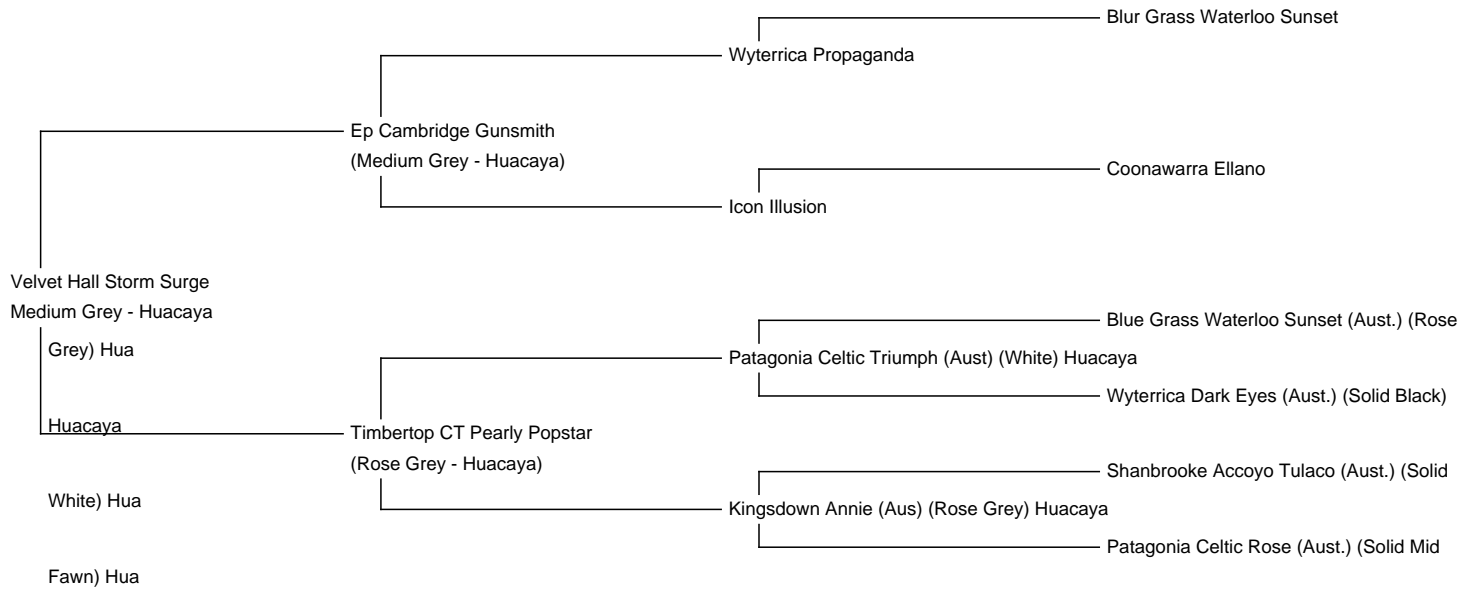 Blur Grass Waterloo Sunset
Wyterrica Propaganda
Ep Cambridge Gunsmith
(Medium Grey - Huacaya)
Coonawarra Ellano
Icon Illusion
Velvet Hall Storm Surge
Medium Grey - Huacaya
Blue Grass Waterloo Sunset (Aust.) (Rose
Grey) Hua
Patagonia Celtic Triumph (Aust) (White) Huacaya
Wyterrica Dark Eyes (Aust.) (Solid Black)
Huacaya
Timbertop CT Pearly Popstar
(Rose Grey - Huacaya)
Shanbrooke Accoyo Tulaco (Aust.) (Solid
White) Hua
Kingsdown Annie (Aus) (Rose Grey) Huacaya
Patagonia Celtic Rose (Aust.) (Solid Mid
Fawn) Hua